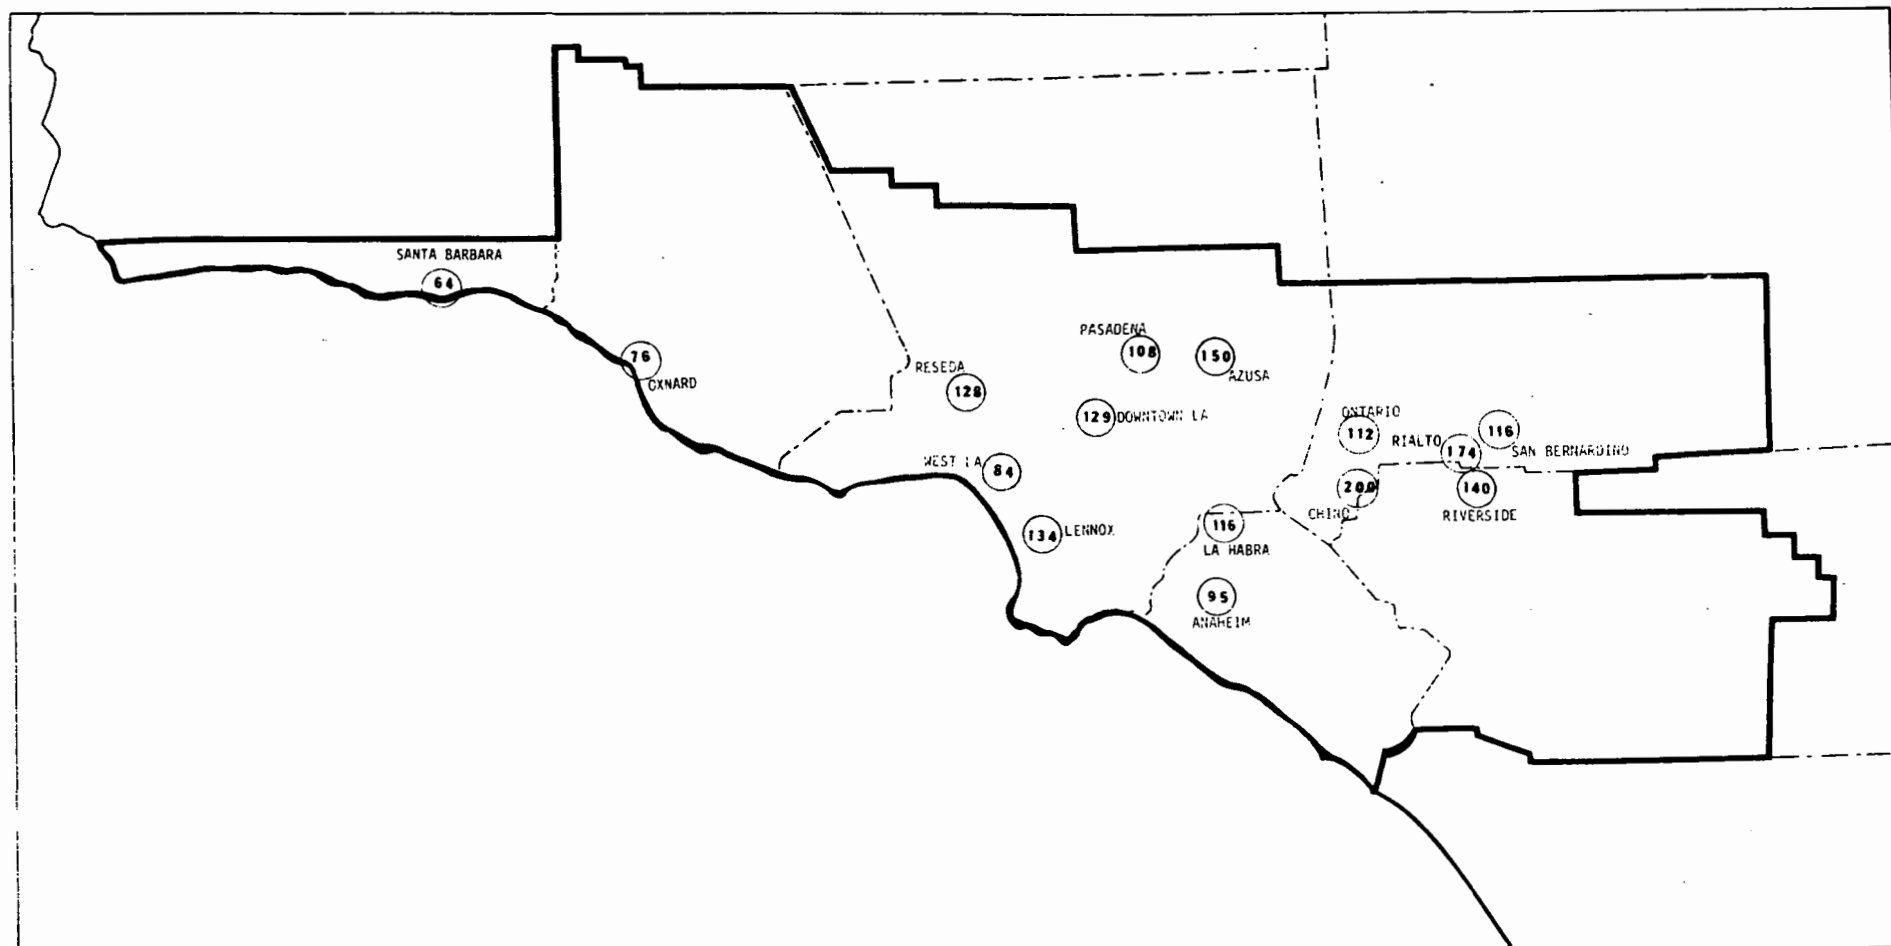 SANTA BARBARA
64
76
OXNARD
RESEDA
128
PASADENA
108
150
AZUSA
129 DOWNTOWN LA
WEST LA
84
134 LENNOX
116
LA HABRA
95
ANAHEIM
ONTARIO
112
RIALTO
174
116
SAN BERNARDINO
200
CHINO
140
RIVERSIDE